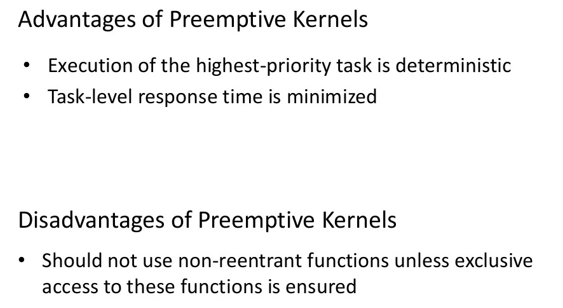 Advantages of Preemptive Kernels
• Execution of the highest-priority task is deterministic
• Task-level response time is minimized
Disadvantages of Preemptive Kernels
• Should not use non-reentrant functions unless exclusive
access to these functions is ensured